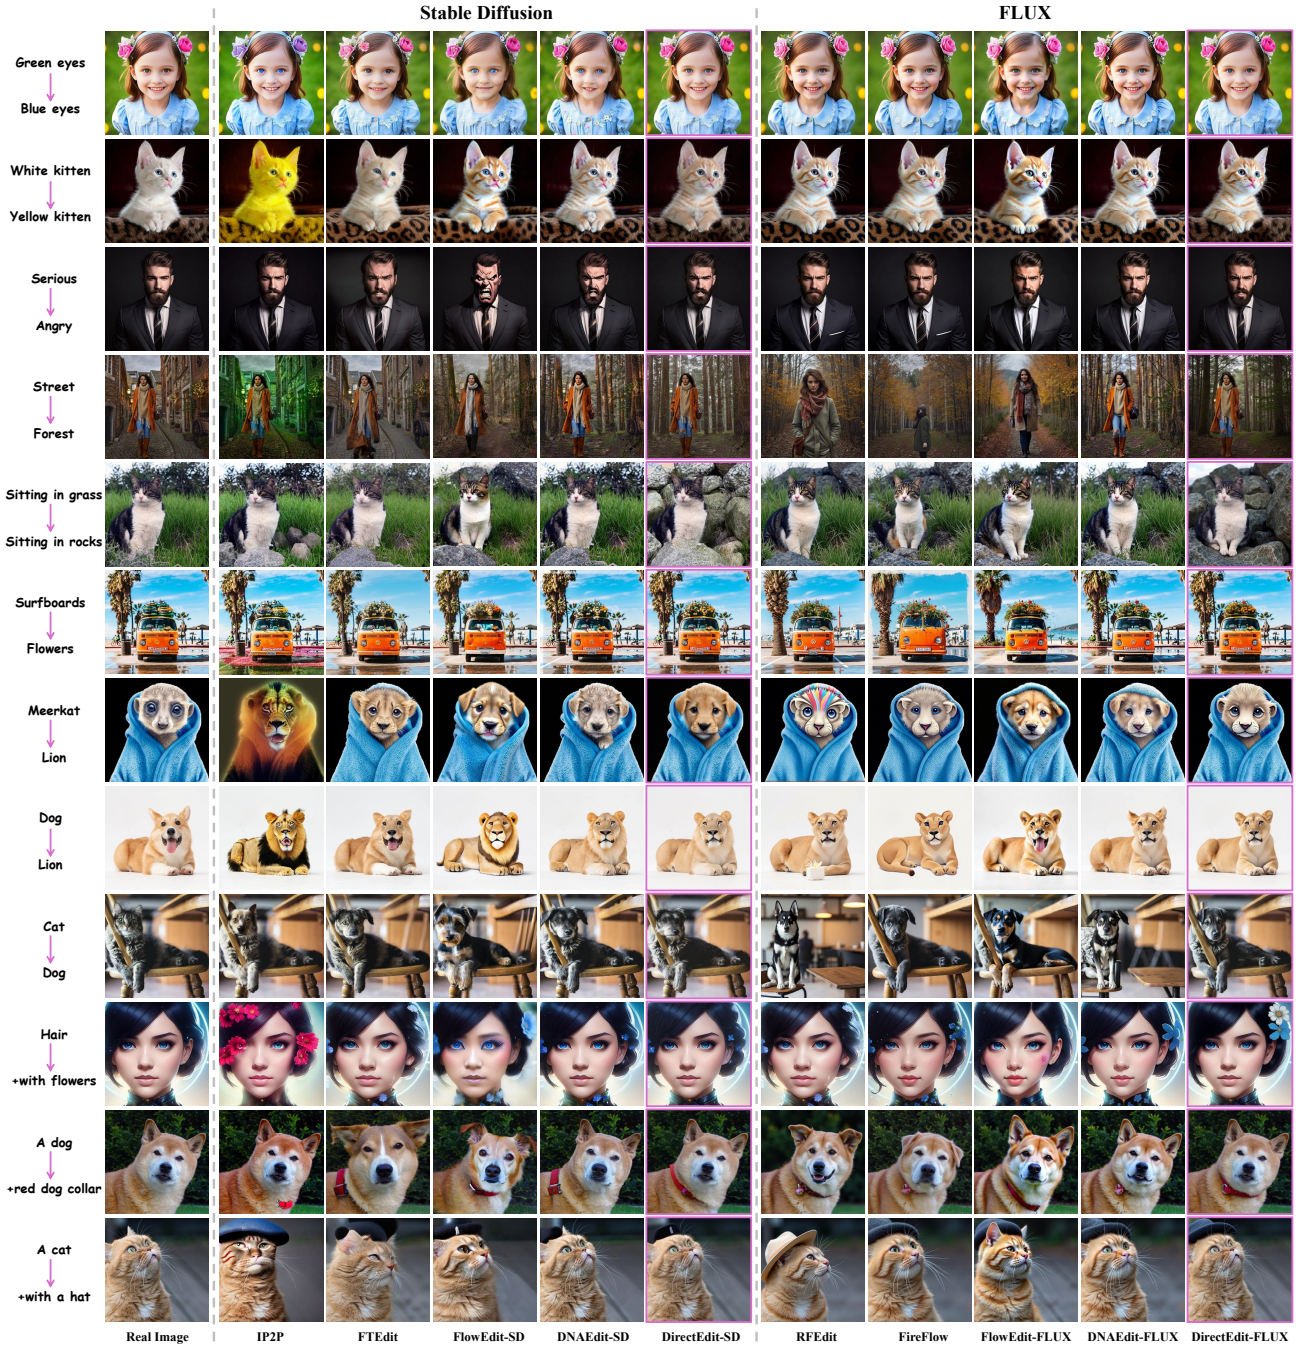 Stable Diffusion
FLUX
Green eyes
Blue eyes
White kitten
Yellow kitten
Serious
Angry
Street
Forest
Sitting in grass
Sitting in rocks
Surfboards
Flowers
Meerkat
Lion
Dog
Lion
Cat
Dog
Hair
+with flowers
A dog
+red dog collar
A cat
+with a hat
Real Image
IP2P
FTEdit
FlowEdit-SD
DNAEdit-SD
DirectEdit-SD
RFEdit
FireFlow
FlowEdit-FLUX
DNAEdit-FLUX
DirectEdit-FLUX